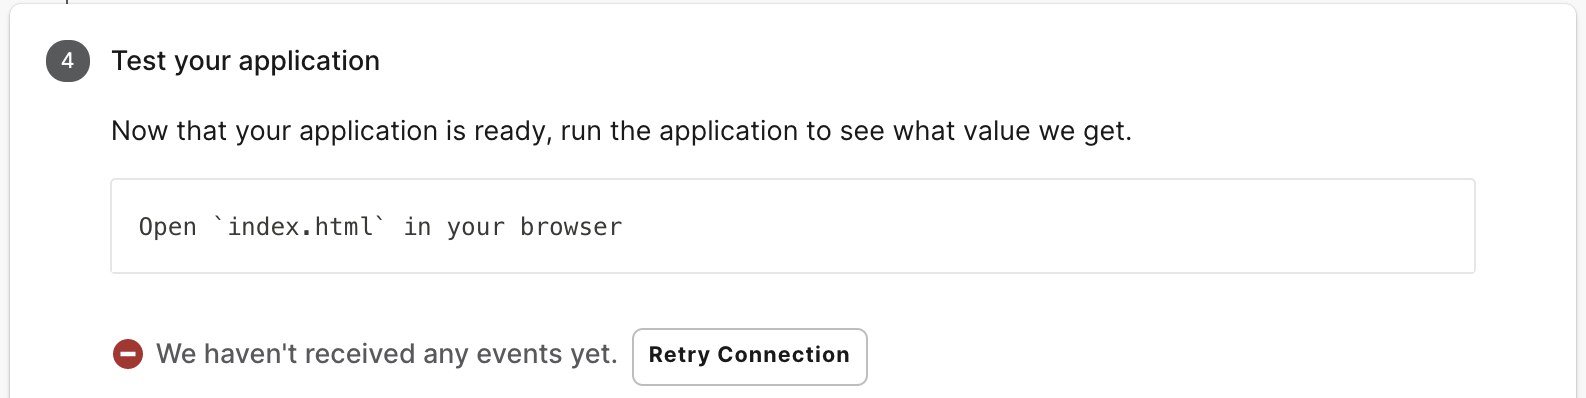 4
Test your application
Now that your application is ready, run the application to see what value we get.
Open `index.html` in your browser
We haven't received any events yet.
Retry Connection